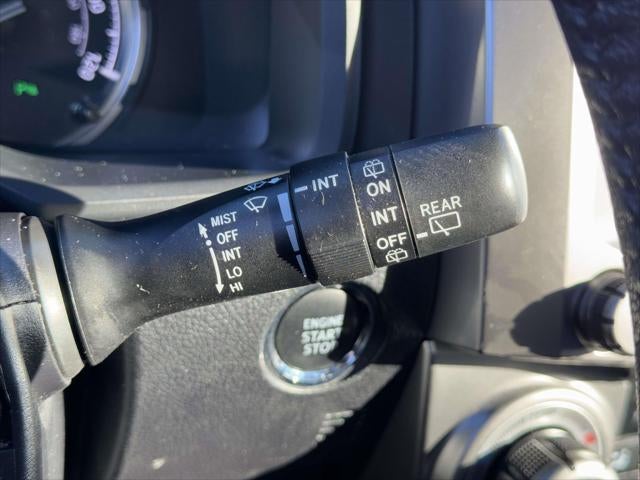 MIST
OFF
INT
LO
HI
INT
ON
INT
OFF
REAR
ENGINE
START
STOP